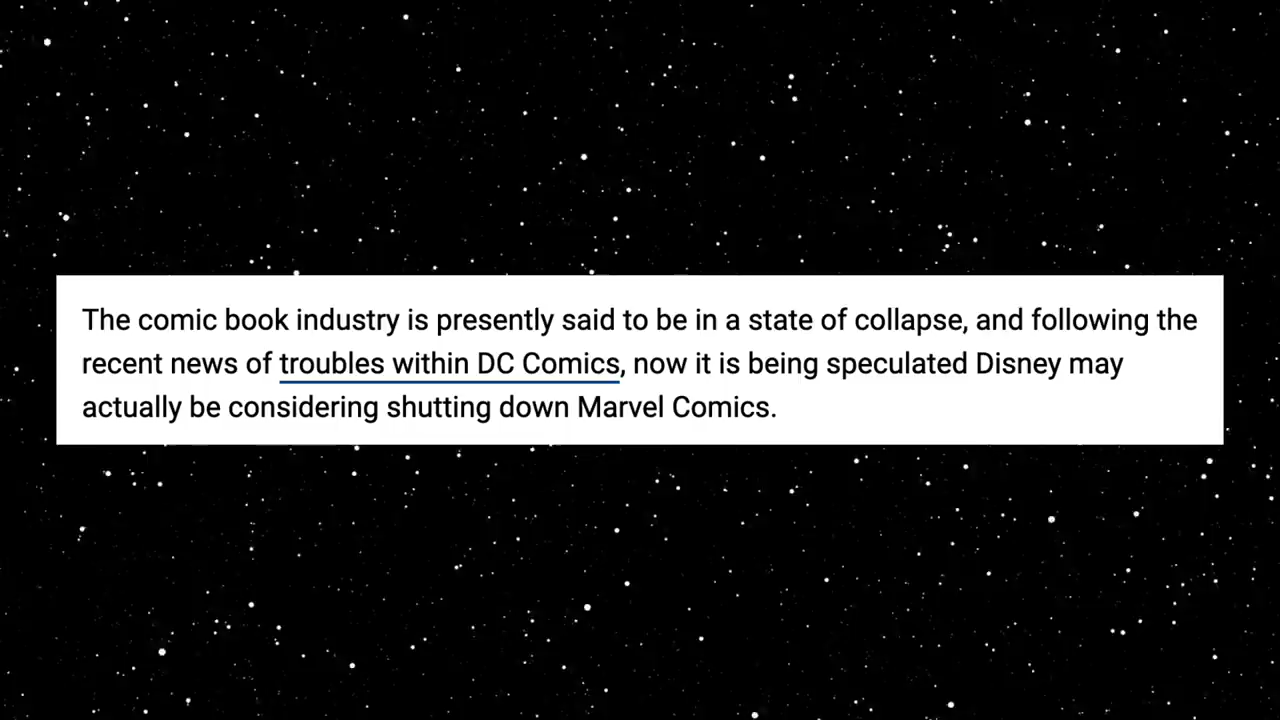 The comic book industry is presently said to be in a state of collapse, and following the
recent news of troubles within DC Comics, now it is being speculated Disney may
actually be considering shutting down Marvel Comics.